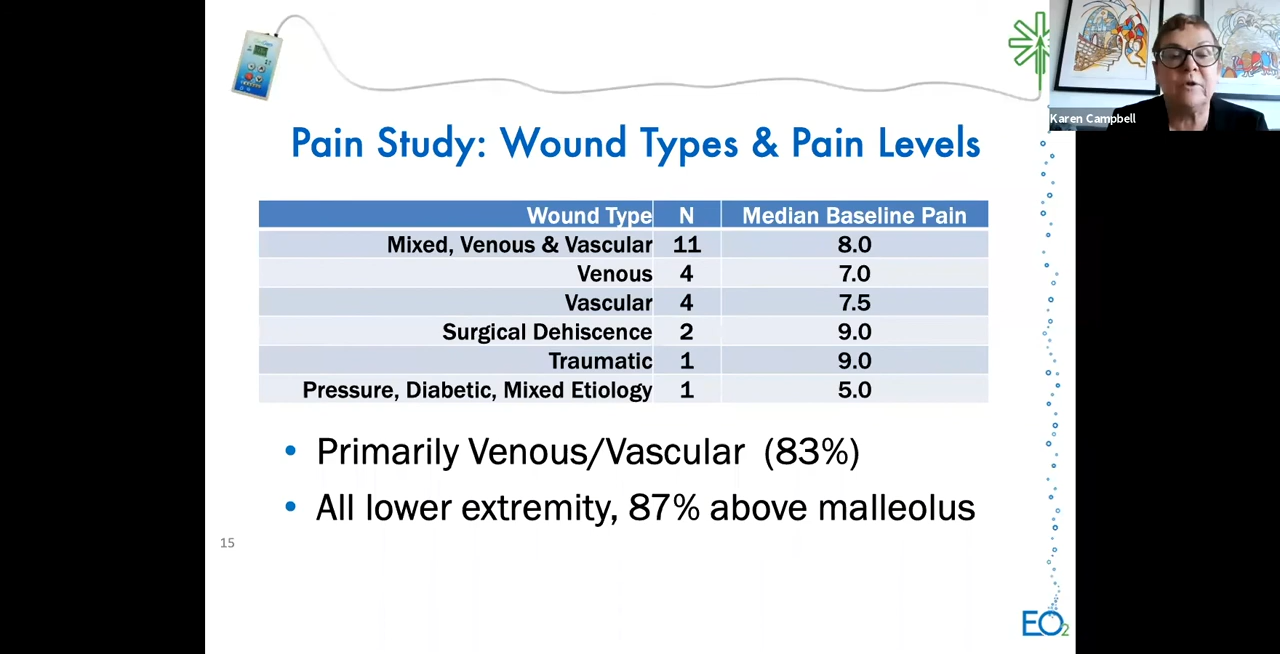 Karen Campbell
Pain Study: Wound Types & Pain Levels
Wound Type N Median Baseline Pain
Mixed, Venous & Vascular 11 8.0
Venous 4 7.0
Vascular 4 7.5
Surgical Dehiscence 2 9.0
Traumatic 1 9.0
Pressure, Diabetic, Mixed Etiology 1 5.0
• Primarily Venous/Vascular (83%)
• All lower extremity, 87% above malleolus
15
EO2